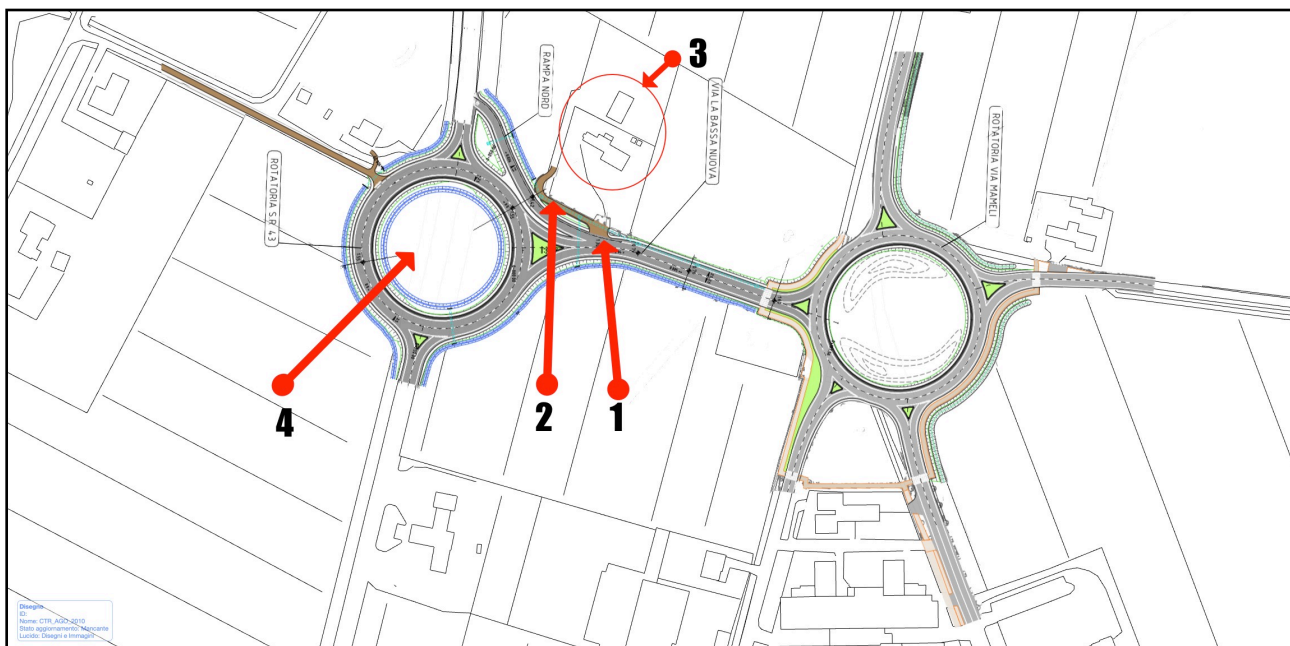 3
RAMPA NORD
VIA LA BASSA NUOVA
ROTATORIA VIA MAMELI
ROTATORIA S.R. 43
4
2
1
Disegno
ID:
Nome: CTR_AGO_2010
Stato aggiornamento: Mancante
Lucido: Disegni e Immagini